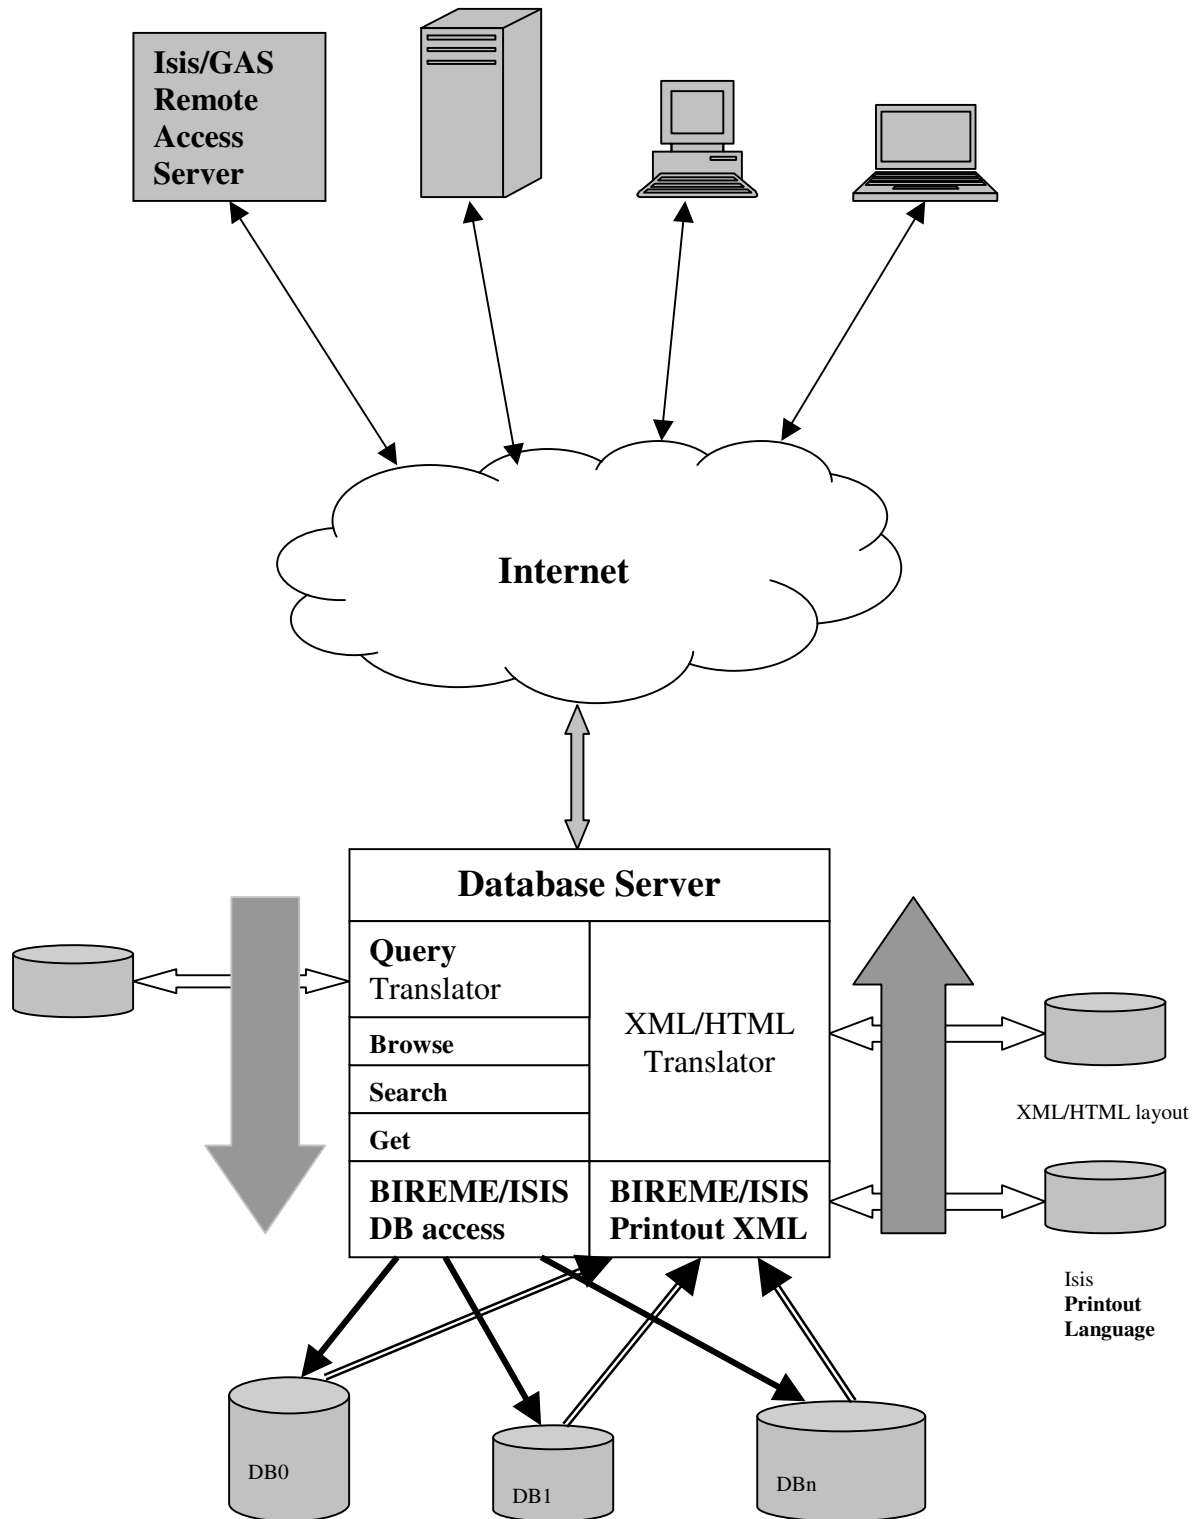 Isis/GAS
Remote
Access
Server
Internet
Database Server
Query
Translator
Browse
Search
Get
XML/HTML
Translator
BIREME/ISIS
DB access
BIREME/ISIS
Printout XML
XML/HTML layout
Isis
Printout
Language
DB0
DB1
DBn